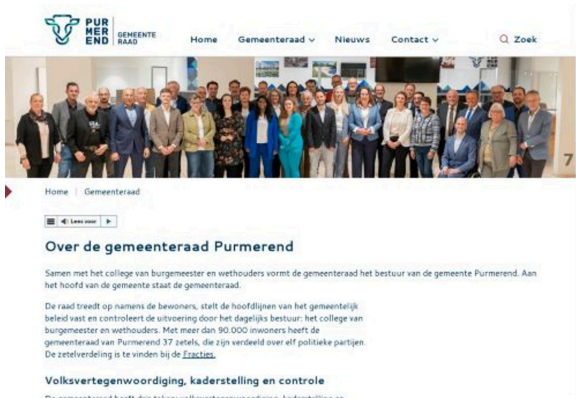 PUR
MER
END
GEMEENTE
RAAD
Home Gemeenteraad Nieuws Contact Zoek
7
Home | Gemeenteraad
Lees voor
Over de gemeenteraad Purmerend
Samen met het college van burgemeester en wethouders vormt de gemeenteraad het bestuur van de gemeente Purmerend. Aan
het hoofd van de gemeente staat de gemeenteraad.
De raad treedt op namens de bewoners, stelt de hoofdlijnen van het gemeentelijk
beleid vast en controleert de uitvoering door het dagelijks bestuur: het college van
burgemeester en wethouders. Met meer dan 90.000 inwoners heeft de
gemeenteraad van Purmerend 37 zetels, die zijn verdeeld over elf politieke partijen.
De zetelverdeling is te vinden bij de Fracties.
Volksvertegenwoordiging, kaderstelling en controle